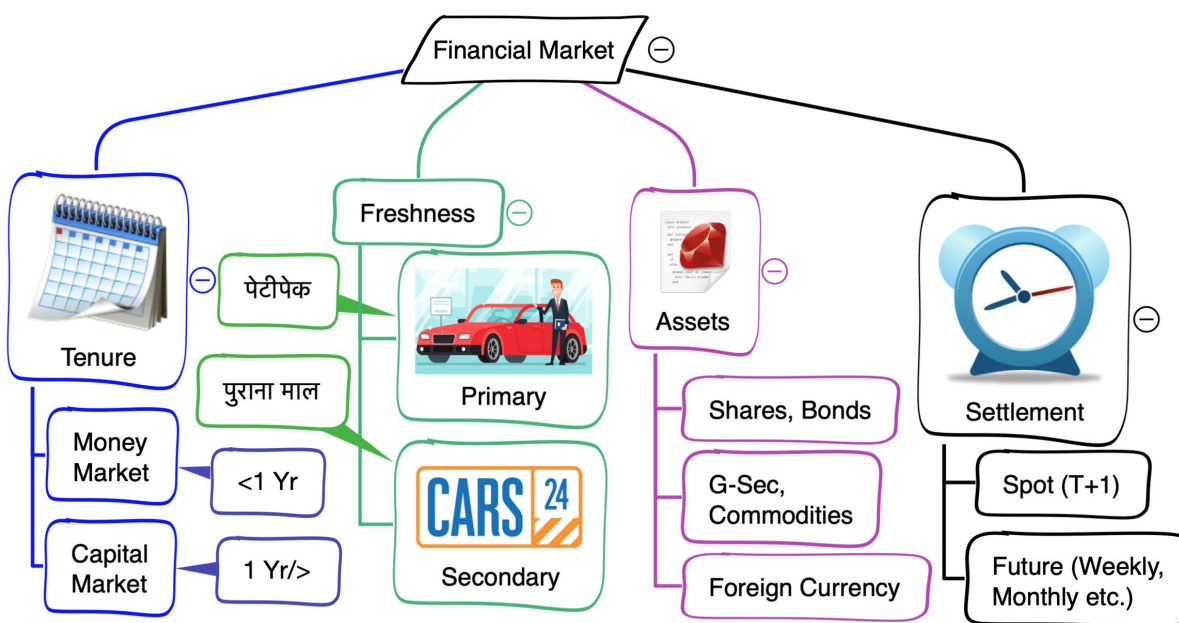 Financial Market
Tenure
Money
Market
<1 Yr
Capital
Market
1 Yr/>
Freshness
पेटीपेक
Primary
पुराना माल
CARS
24
Secondary
Assets
Shares, Bonds
G-Sec,
Commodities
Foreign Currency
Settlement
Spot (T+1)
Future (Weekly,
Monthly etc.)